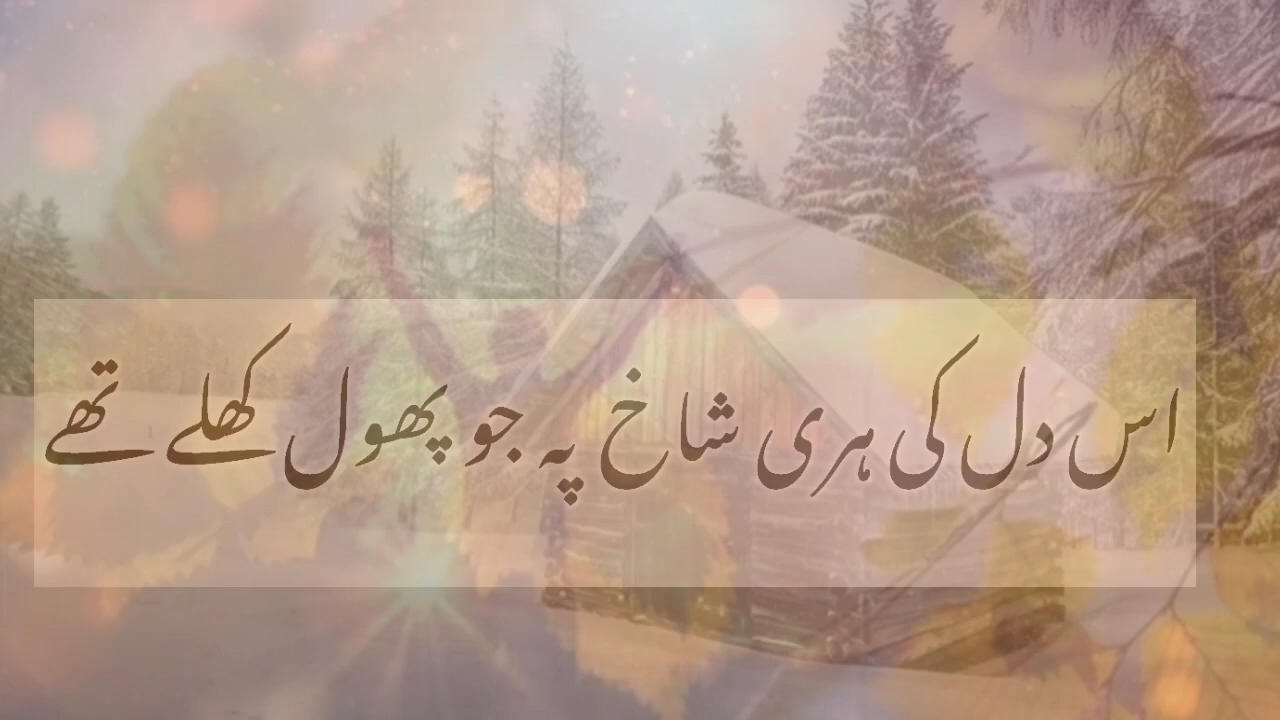 اس دل کی ہری شاخ پہ جو پھول کھلے تھے